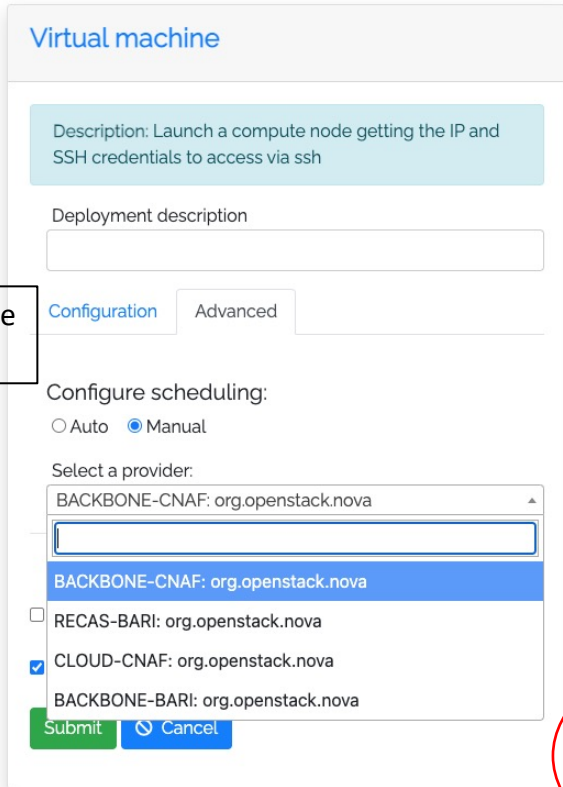 Virtual machine
Description: Launch a compute node getting the IP and
SSH credentials to access via ssh
Deployment description
e
Configuration Advanced
Configure scheduling:
Auto Manual
Select a provider:
BACKBONE-CNAF: org.openstack.nova
BACKBONE-CNAF: org.openstack.nova
RECAS-BARI: org.openstack.nova
CLOUD-CNAF: org.openstack.nova
BACKBONE-BARI: org.openstack.nova
Submit Cancel